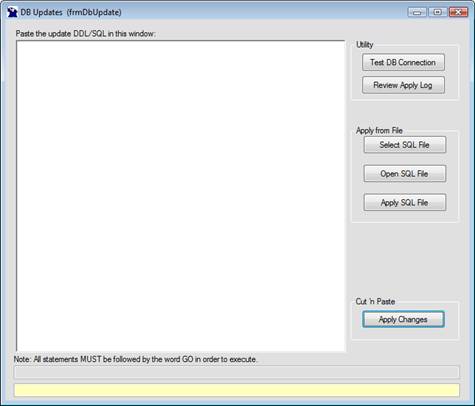 DB Updates (frmDbUpdate)
Paste the update DDL/SQL in this window:
Utility
Test DB Connection
Review Apply Log
Apply from File
Select SQL File
Open SQL File
Apply SQL File
Cut 'n Paste
Apply Changes
Note: All statements MUST be followed by the word GO in order to execute.